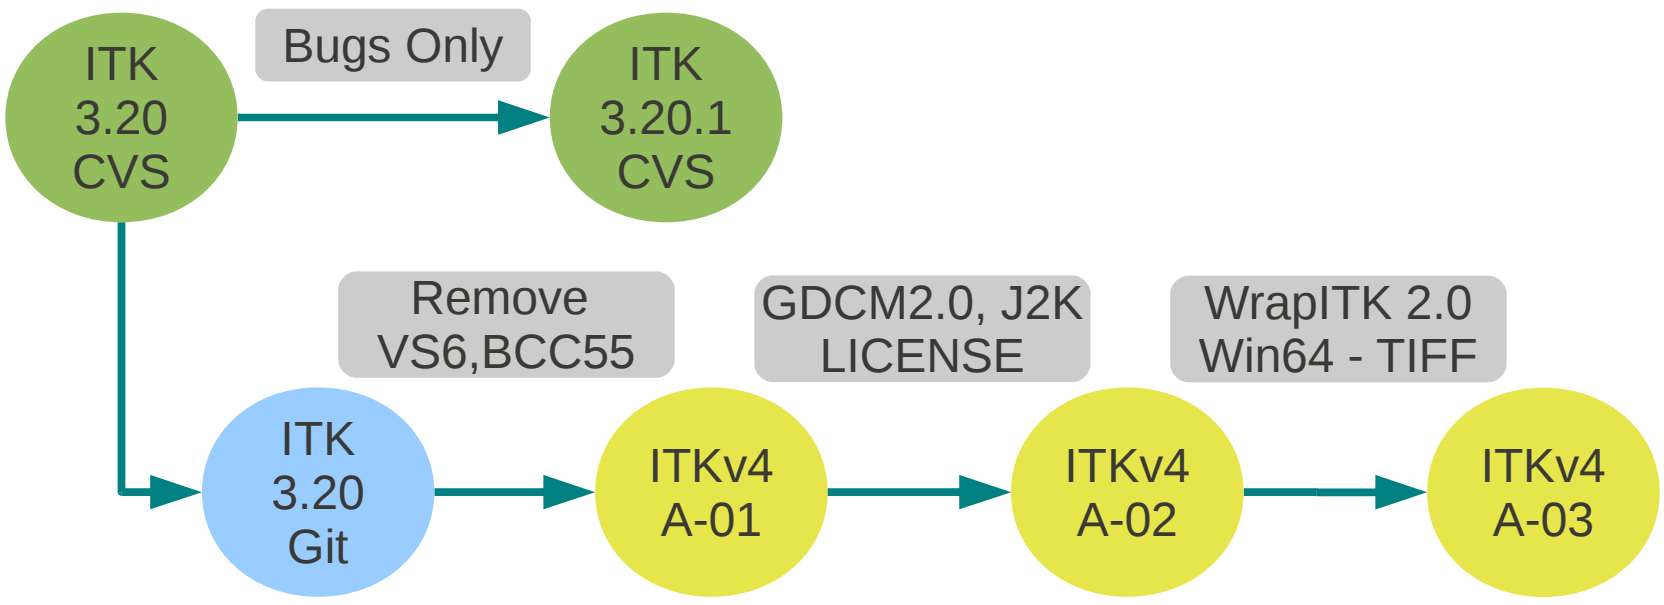 ITK
3.20
CVS
Bugs Only
ITK
3.20.1
CVS
Remove
VS6,BCC55
GDCM2.0, J2K
LICENSE
WrapITK 2.0
Win64 - TIFF
ITK
3.20
Git
ITKv4
A-01
ITKv4
A-02
ITKv4
A-03